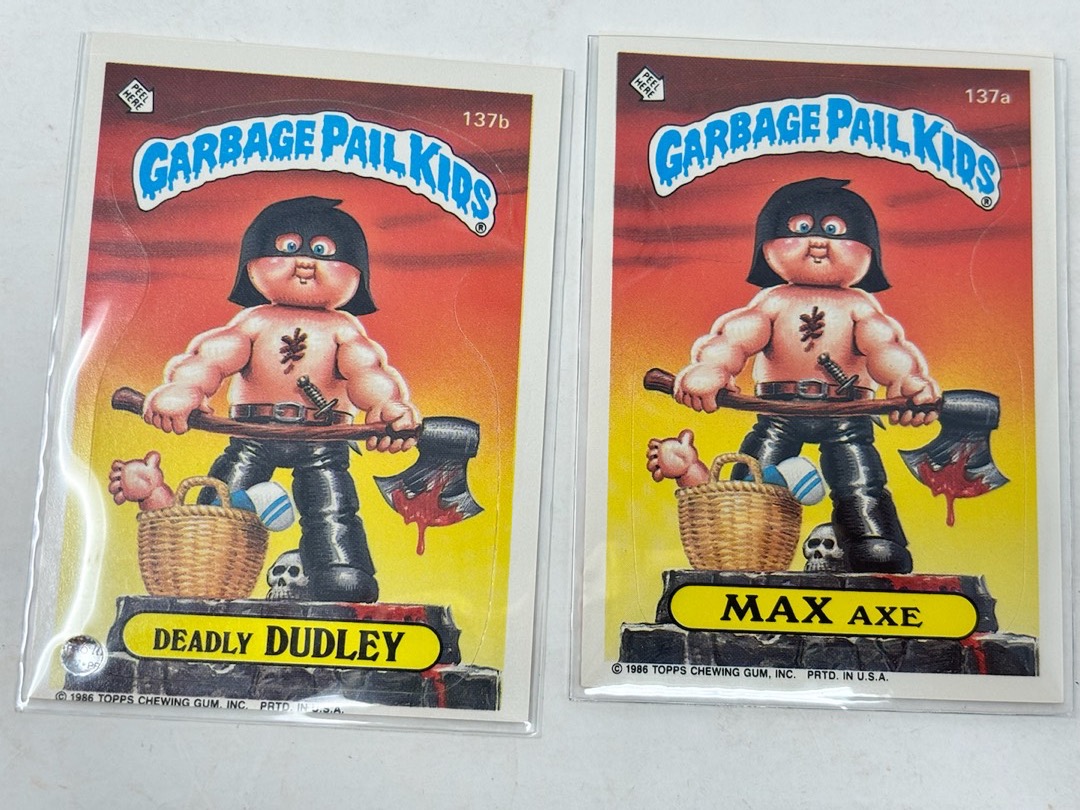 PEEL HERE
137b
GARBAGE PAIL KIDS®
DEADLY DUDLEY
© 1986 TOPPS CHEWING GUM, INC. PRTD. IN U.S.A.
PEEL HERE
137a
GARBAGE PAIL KIDS®
MAX AXE
© 1986 TOPPS CHEWING GUM, INC. PRTD. IN U.S.A.